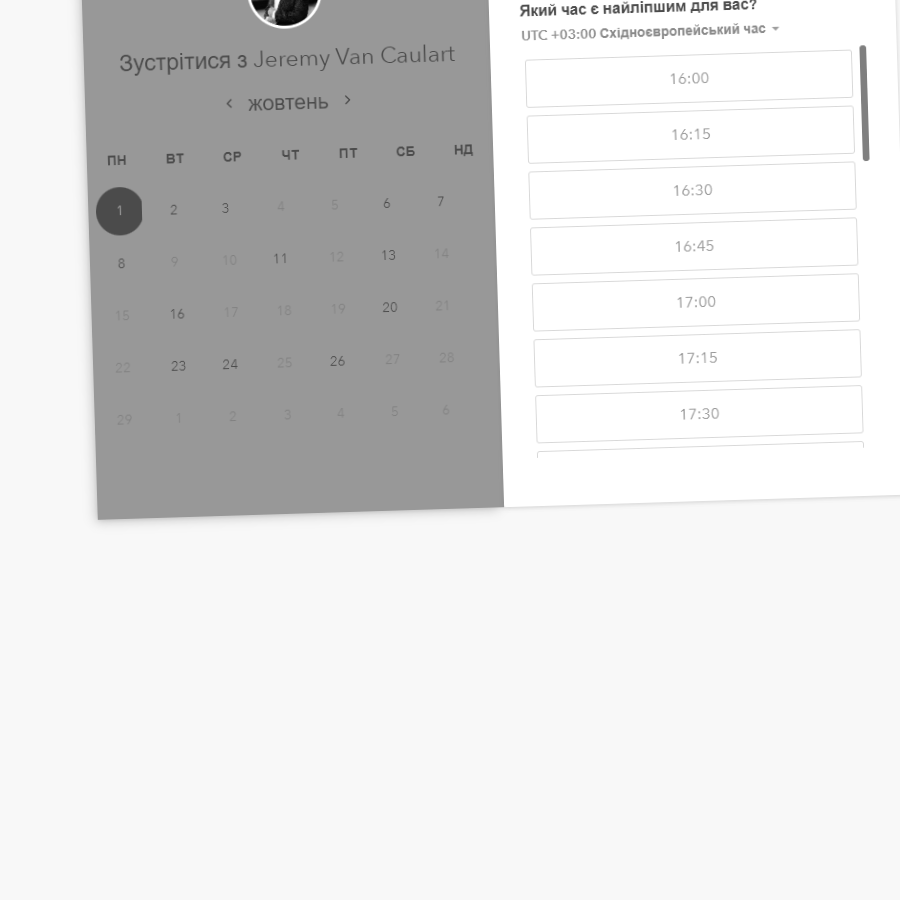 Зустрітися з Jeremy Van Caulart
жовтень
ПН ВТ СР ЧТ ПТ СБ НД
1 2 3 4 5 6 7
8 9 10 11 12 13 14
15 16 17 18 19 20 21
22 23 24 25 26 27 28
29 1 2 3 4 5 6
Який час є найліпшим для вас?
UTC +03:00 Східноєвропейський час
16:00
16:15
16:30
16:45
17:00
17:15
17:30